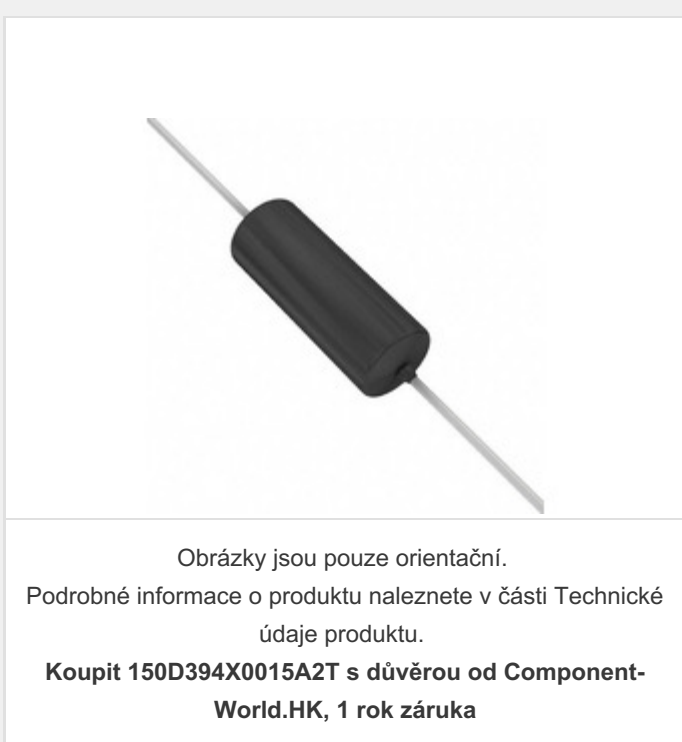 Obrázky jsou pouze orientační.
Podrobné informace o produktu naleznete v části Technické
údaje produktu.
Koupit 150D394X0015A2T s důvěrou od Component-
World.HK, 1 rok záruka